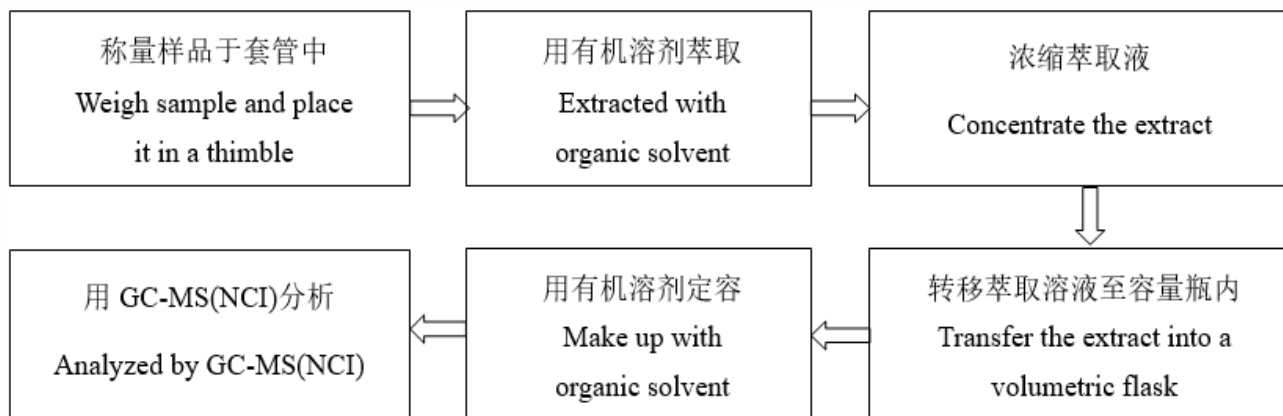 称量样品于套管中
Weigh sample and place
it in a thimble
用有机溶剂萃取
Extracted with
organic solvent
浓缩萃取液
Concentrate the extract
转移萃取溶液至容量瓶内
Transfer the extract into a
volumetric flask
用有机溶剂定容
Make up with
organic solvent
用 GC-MS(NCI)分析
Analyzed by GC-MS(NCI)